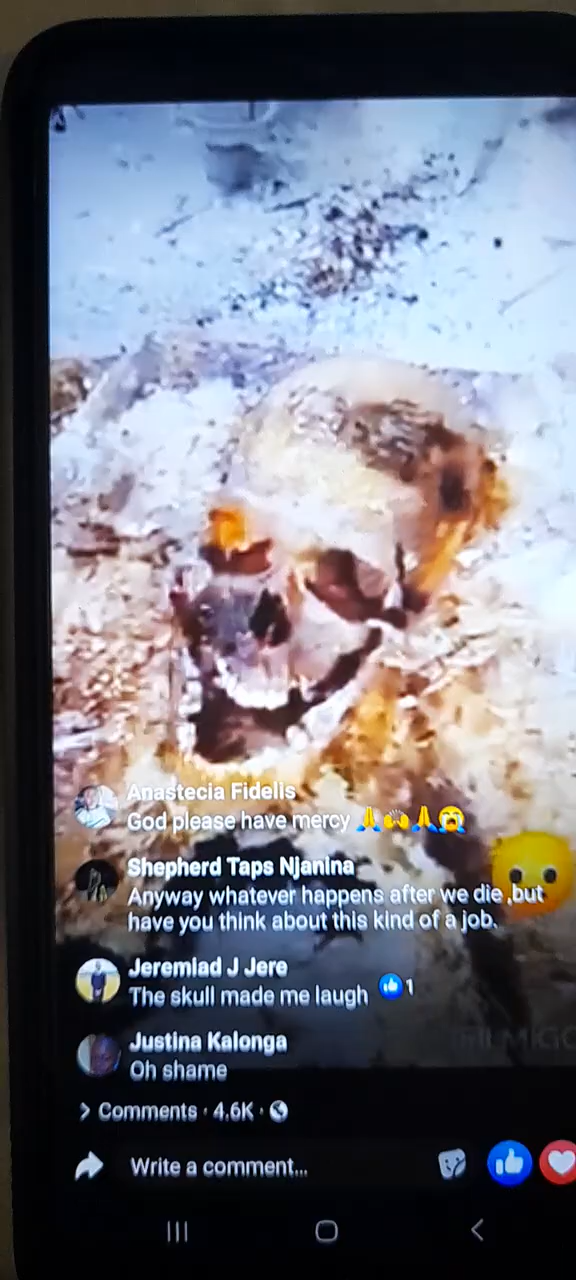 Anastecia Fidelis
God please have mercy 🙏🙌🙏😭
Shepherd Taps Njanina
Anyway whatever happens after we die ,but
have you think about this kind of a job.
Jeremiad J Jere
The skull made me laugh 1
Justina Kalonga
Oh shame
Comments · 4.6K
Write a comment...